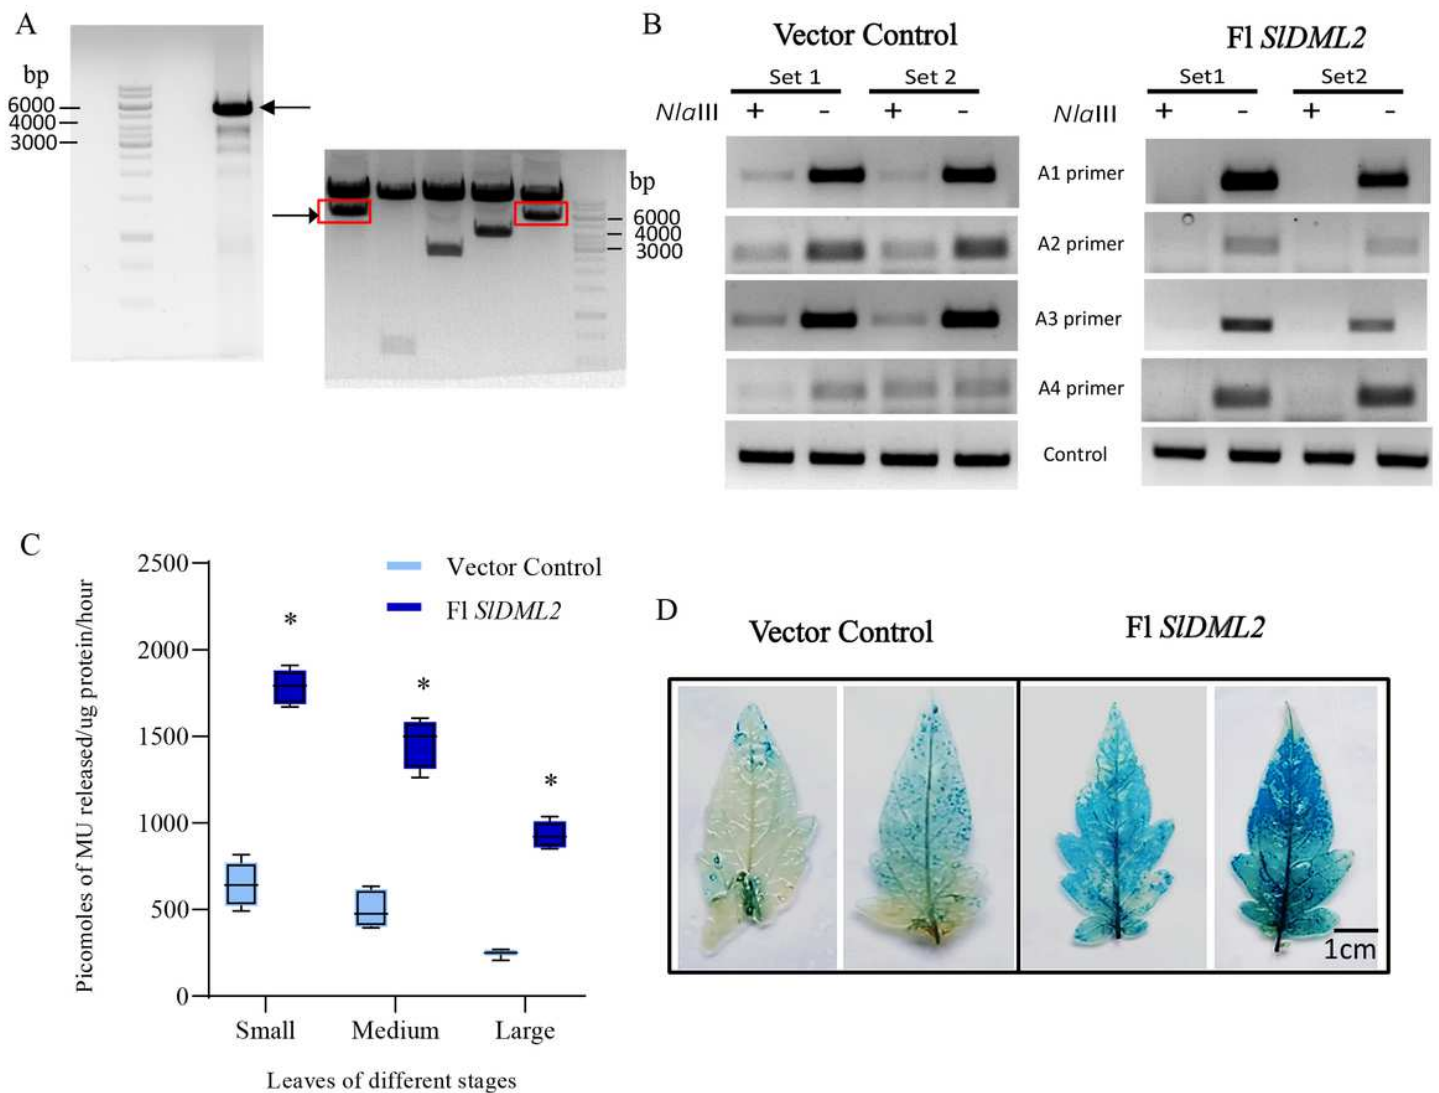 A
bp
6000
4000
3000
bp
6000
4000
3000
B
Vector Control
Fl SlDML2
Set 1 Set 2
Set1 Set2
NlaIII + - + -
NlaIII + - + -
A1 primer
A2 primer
A3 primer
A4 primer
Control
C
Picomoles of MU released/ug protein/hour
2500
2000
1500
1000
500
0
Vector Control
Fl SlDML2
*
*
*
Small Medium Large
Leaves of different stages
D
Vector Control
Fl SlDML2
1cm